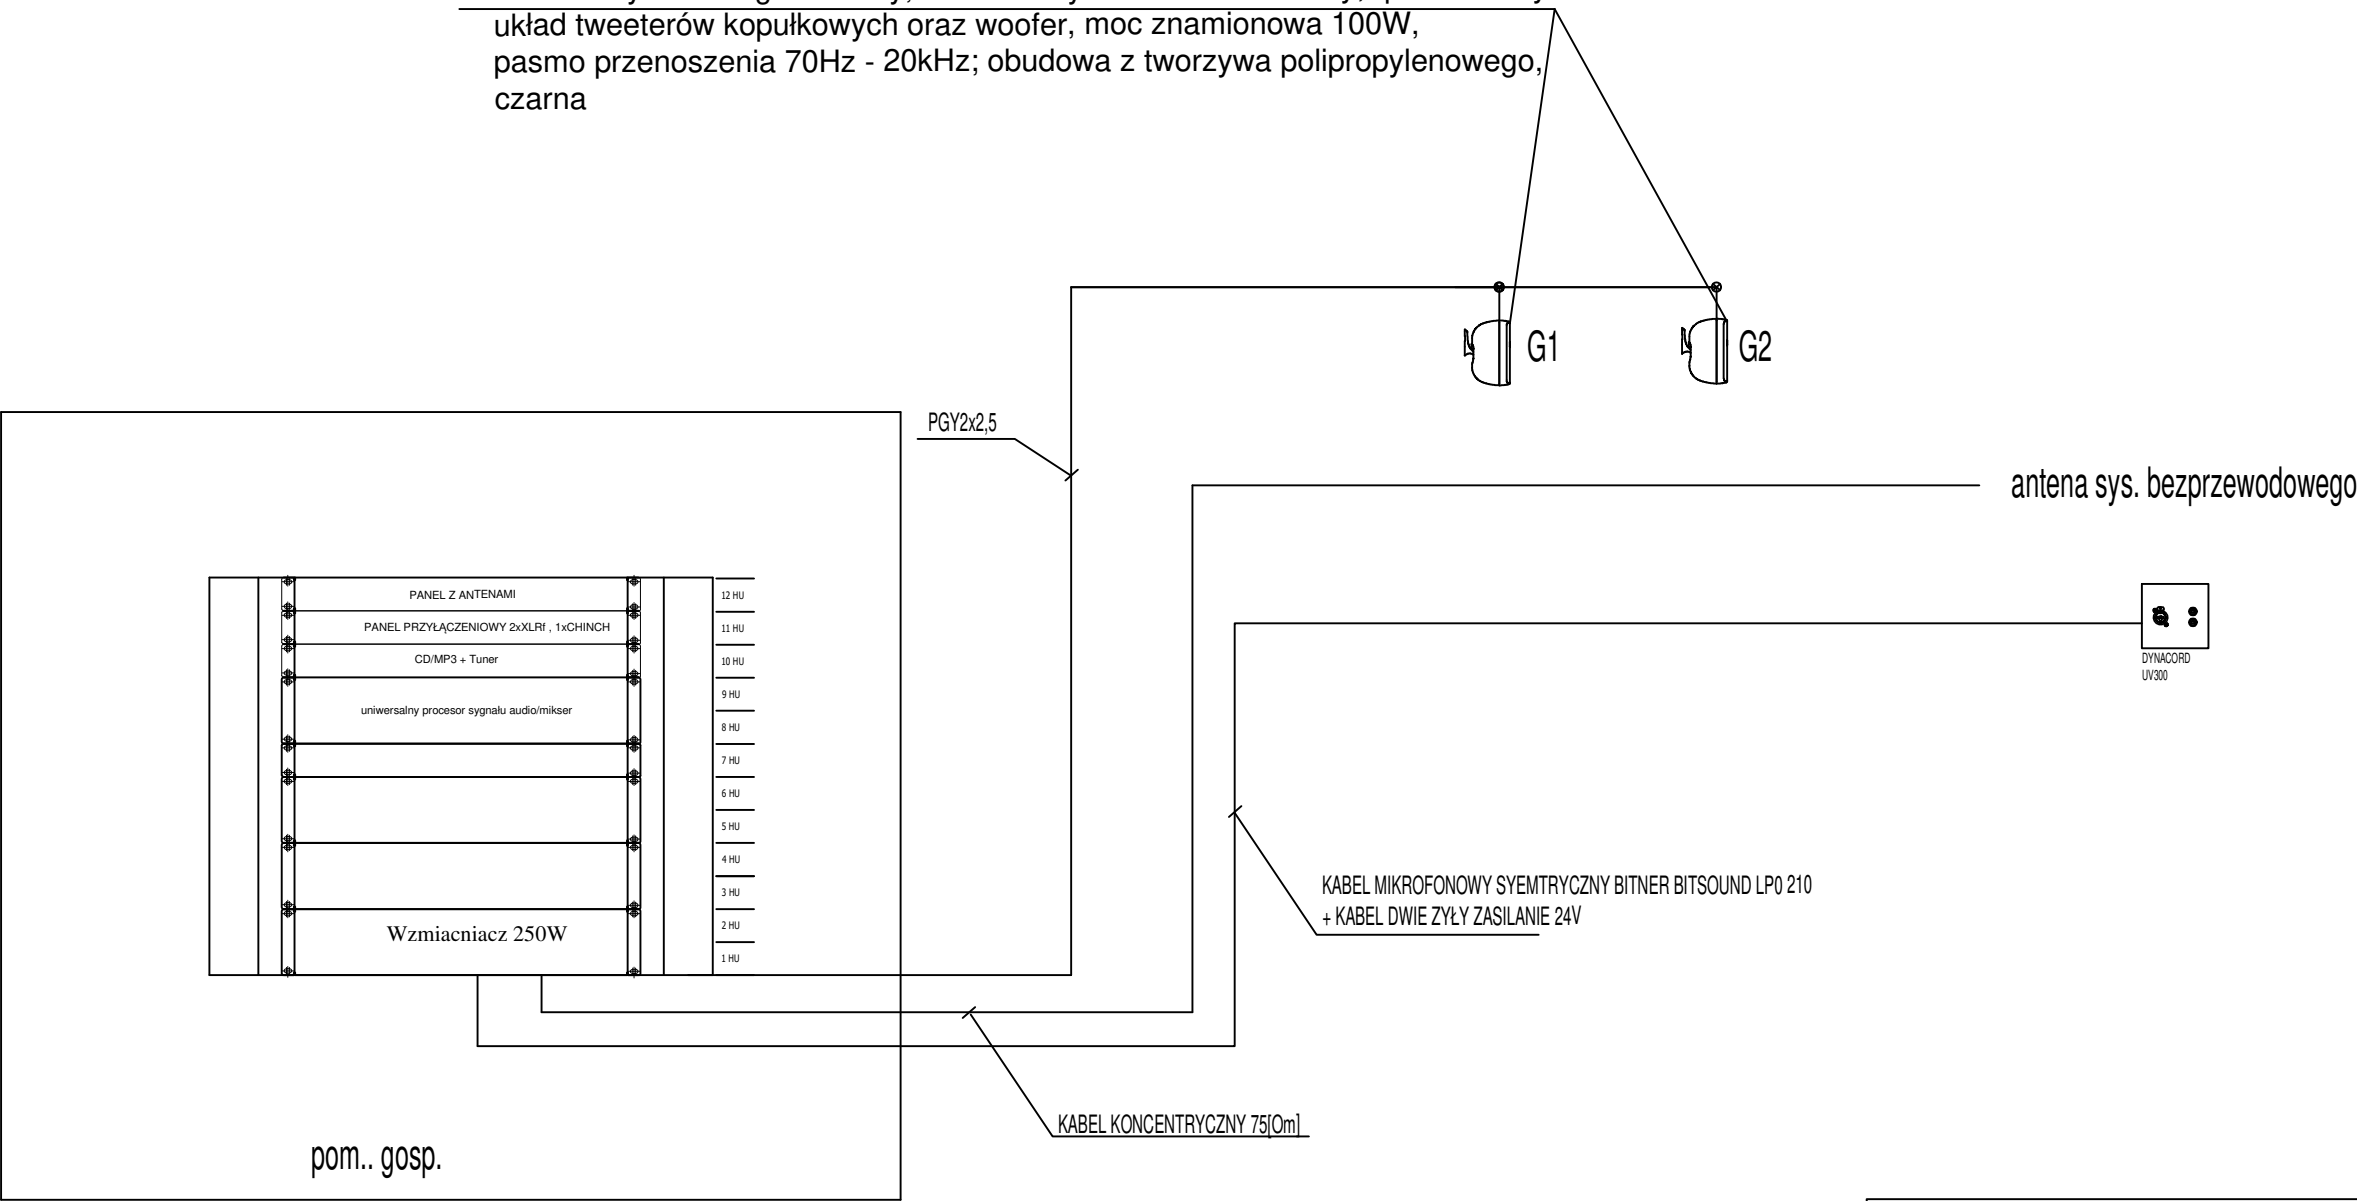 układ tweeterów kopułkowych oraz woofer, moc znamionowa 100W,
pasmo przenoszenia 70Hz - 20kHz; obudowa z tworzywa polipropylenowego,
czarna
G1
G2
PGY2x2,5
antena sys. bezprzewodowego
PANEL Z ANTENAMI
12 HU
PANEL PRZYŁĄCZENIOWY 2xXLRf , 1xCHINCH
11 HU
CD/MP3 + Tuner
10 HU
9 HU
uniwersalny procesor sygnału audio/mikser
8 HU
7 HU
6 HU
5 HU
4 HU
3 HU
Wzmiacniacz 250W
2 HU
1 HU
DYNACORD
UV300
KABEL MIKROFONOWY SYEMTRYCZNY BITNER BITSOUND LP0 210
+ KABEL DWIE ZYŁY ZASILANIE 24V
KABEL KONCENTRYCZNY 75[Om]
pom.. gosp.